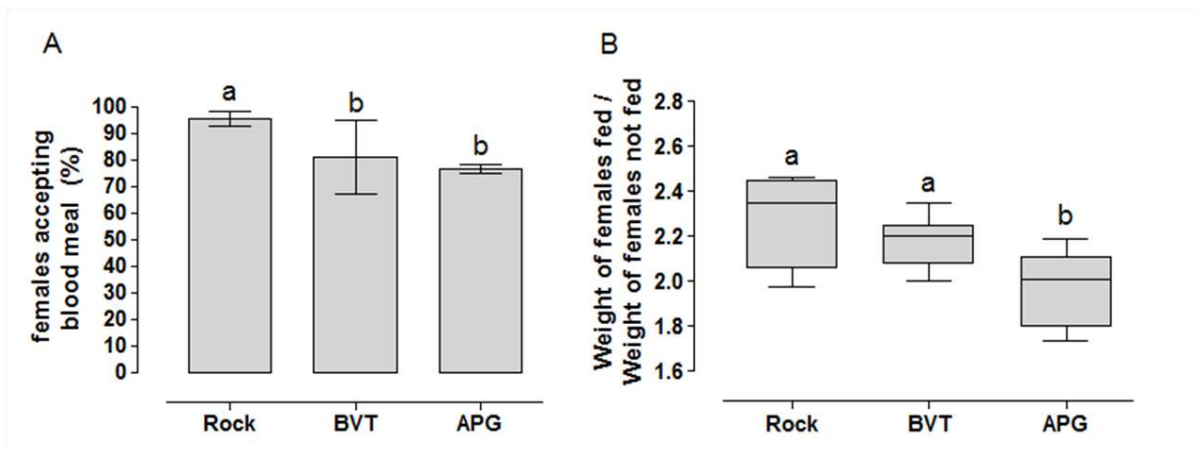 A
females accepting
blood meal (%)
100
90
80
70
60
50
40
30
20
10
0
a
b
b
Rock BVT APG
B
Weight of females fed /
Weight of females not fed
2.8
2.6
2.4
2.2
2.0
1.8
1.6
a
a
b
Rock BVT APG